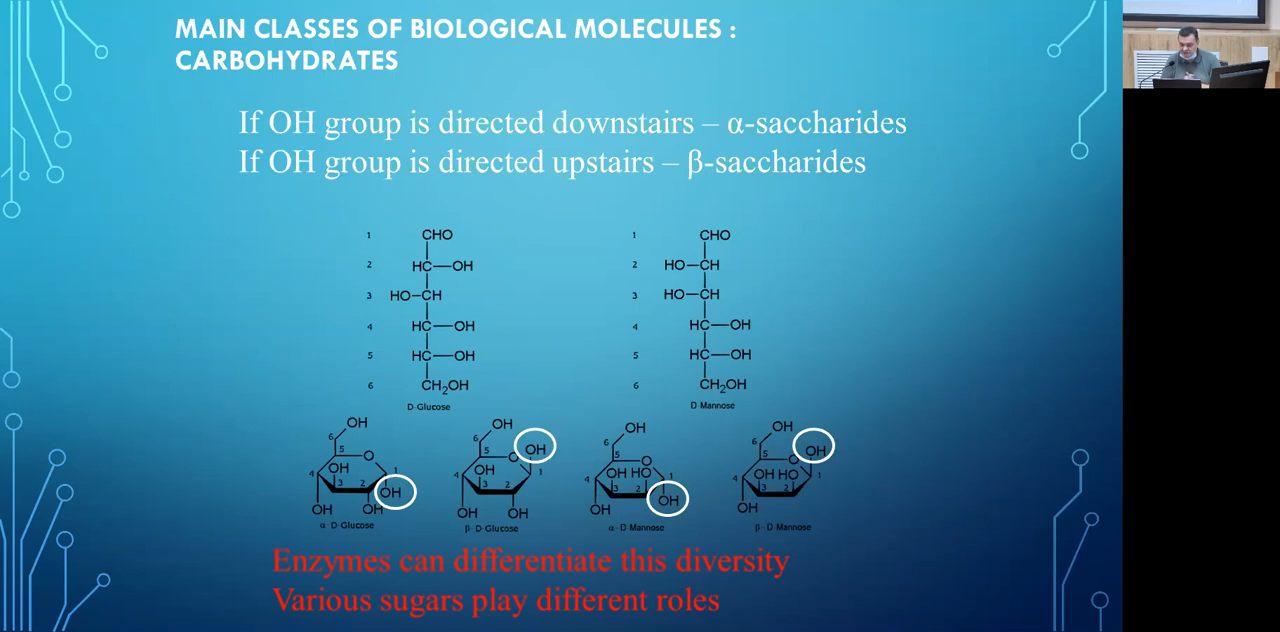 MAIN CLASSES OF BIOLOGICAL MOLECULES :
CARBOHYDRATES
If OH group is directed downstairs – α-saccharides
If OH group is directed upstairs – β-saccharides
1 CHO
2 HC—OH
3 HO—CH
4 HC—OH
5 HC—OH
6 CH2OH
D-Glucose
1 CHO
2 HO—CH
3 HO—CH
4 HC—OH
5 HC—OH
6 CH2OH
D Mannose
OH
6
5 O
4 OH 1
3 2 OH
OH OH
α-D-Glucose
OH
6 OH
5 O
4 OH 1
3 2
OH OH
β-D-Glucose
OH
6
5 O
4 OH HO 1
3 2 OH
OH
α-D-Mannose
OH
6 OH
5 O
4 OH HO 1
3 2
OH
β-D Mannose
Enzymes can differentiate this diversity
Various sugars play different roles